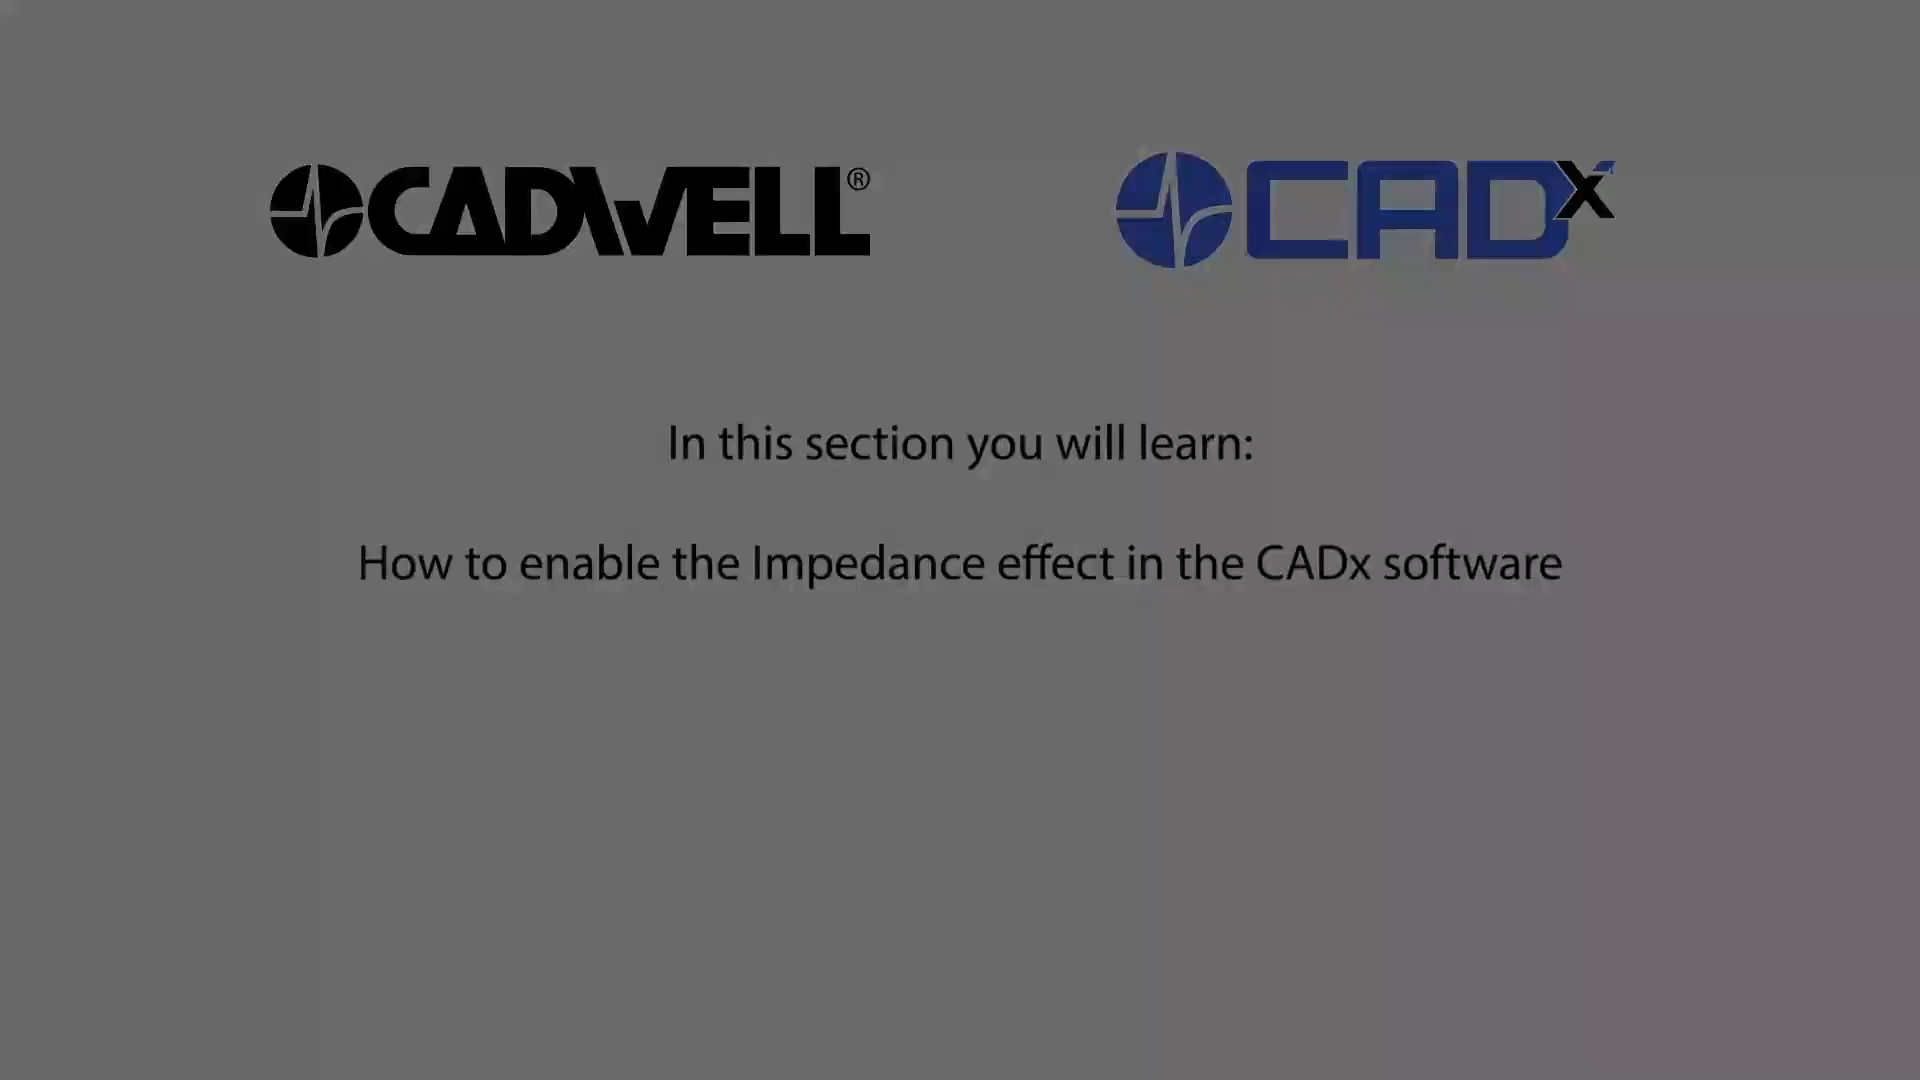 CADWELL®
CADx
In this section you will learn:
How to enable the Impedance effect in the CADx software